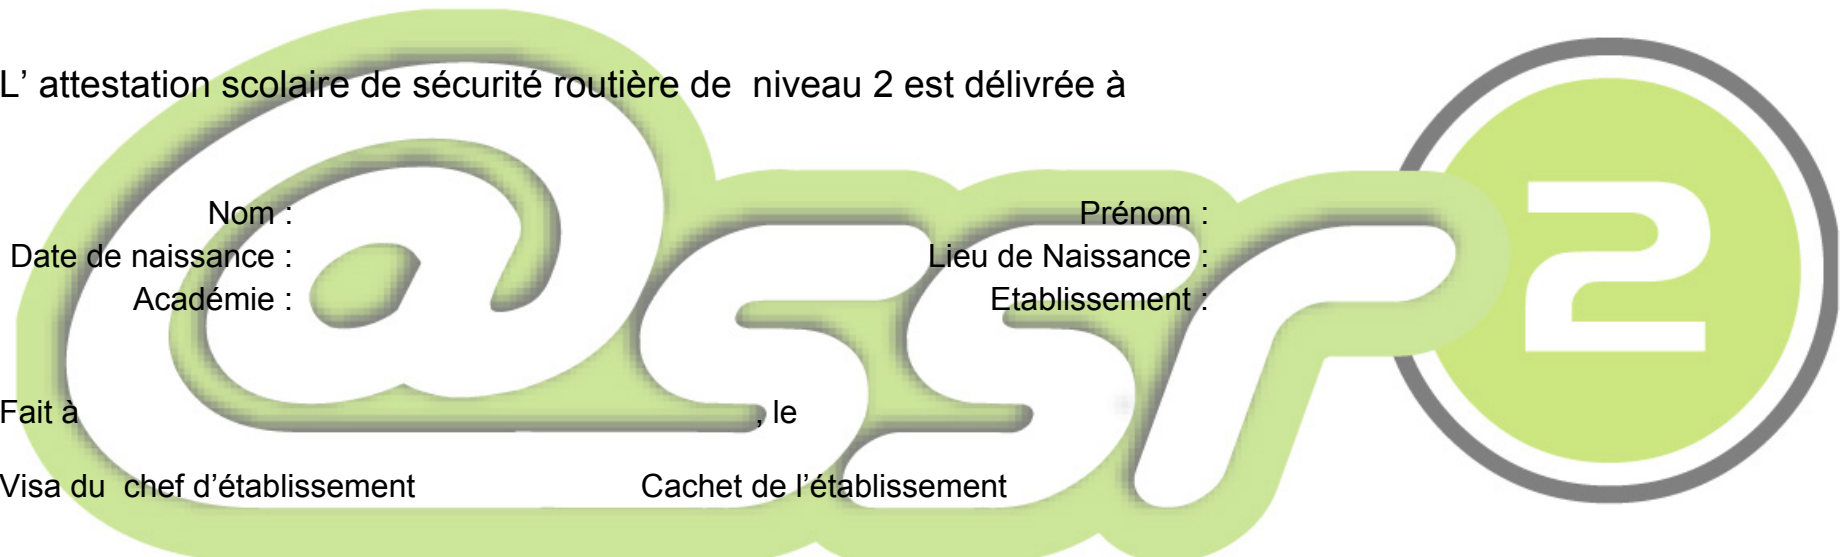 L’ attestation scolaire de sécurité routière de  niveau 2 est délivrée à
Nom : Prénom :
Date de naissance : Lieu de Naissance :
Académie : Etablissement :
Fait à , le
Visa du  chef d’établissement Cachet de l’établissement
@ssr 2